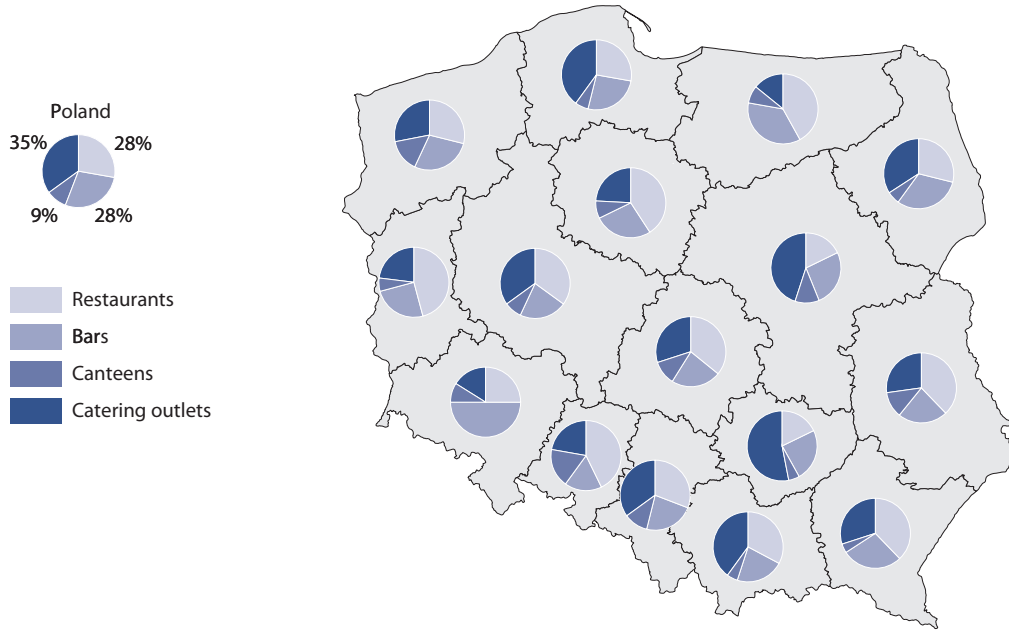 Poland
35% 28%
9% 28%
Restaurants
Bars
Canteens
Catering outlets